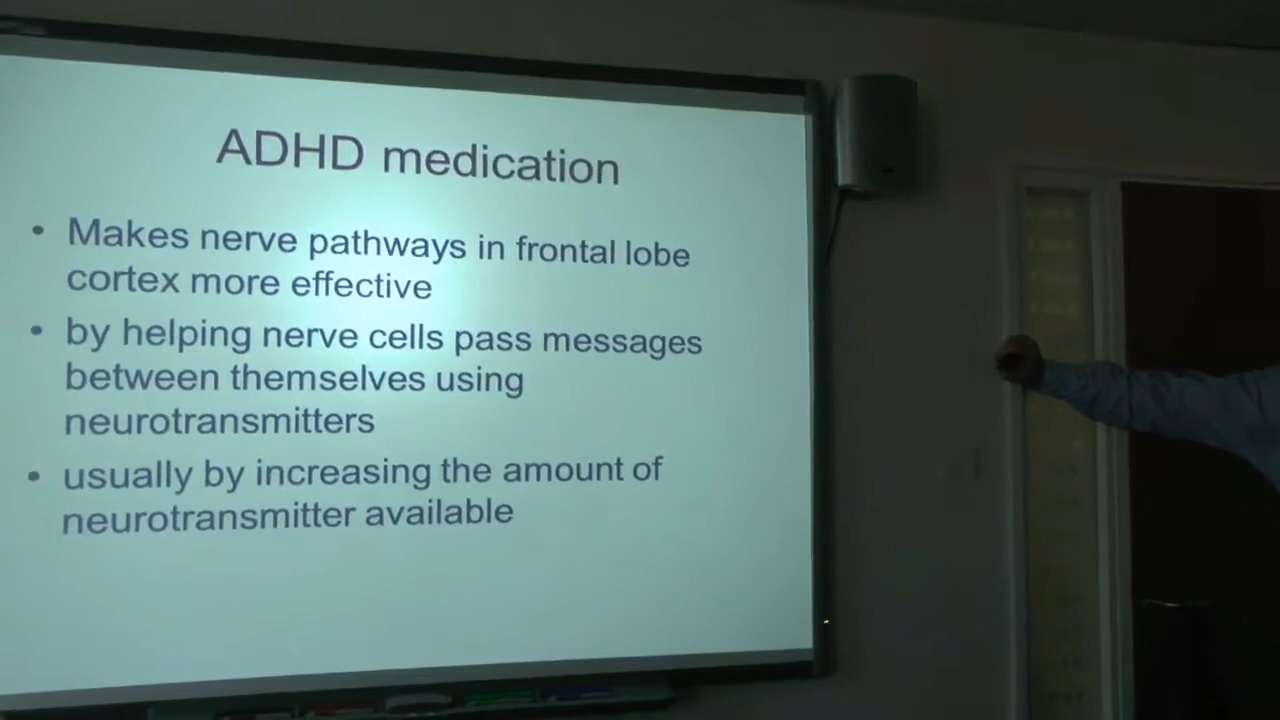 ADHD medication
• Makes nerve pathways in frontal lobe
cortex more effective
• by helping nerve cells pass messages
between themselves using
neurotransmitters
• usually by increasing the amount of
neurotransmitter available